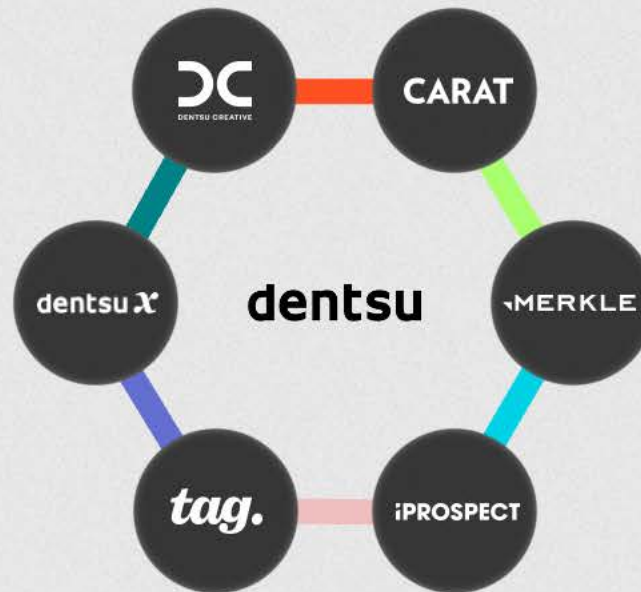 DC
DENTSU CREATIVE
CARAT
dentsu x
dentsu
MERKLE
tag.
iPROSPECT